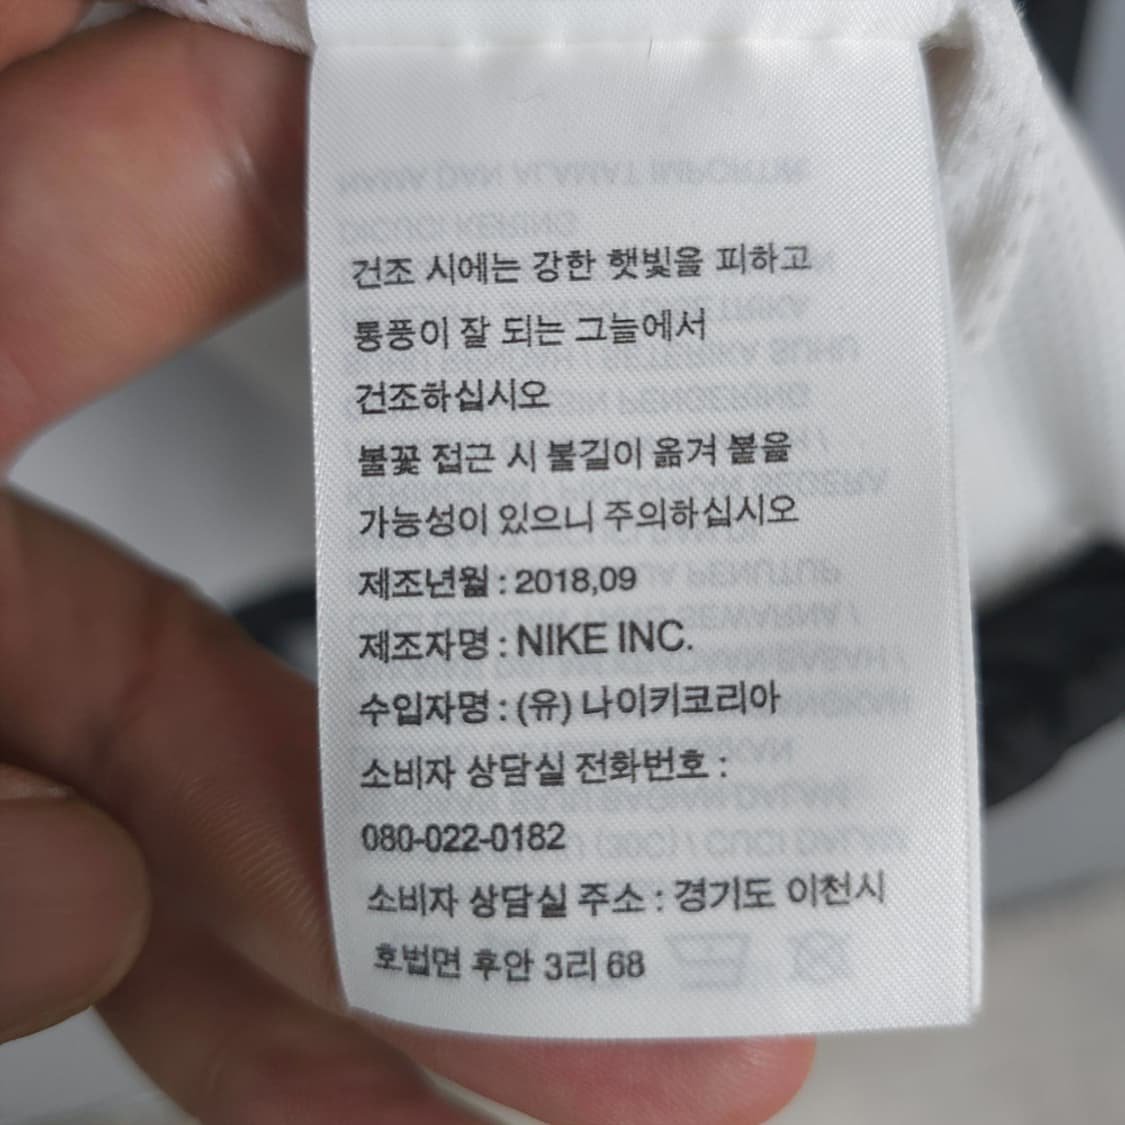 건조 시에는 강한 햇빛을 피하고
통풍이 잘 되는 그늘에서
건조하십시오
불꽃 접근 시 불길이 옮겨 붙을
가능성이 있으니 주의하십시오
제조년월 : 2018,09
제조자명 : NIKE INC.
수입자명 : (유) 나이키코리아
소비자 상담실 전화번호 :
080-022-0182
소비자 상담실 주소 : 경기도 이천시
호법면 후안 3리 68